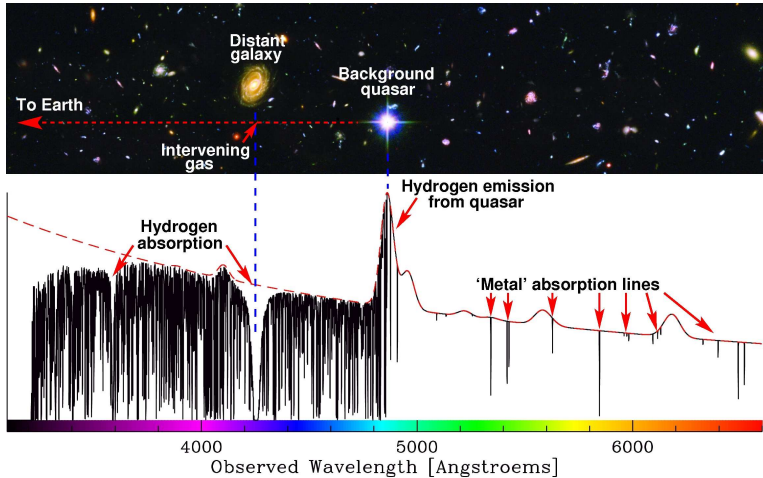 Distant
galaxy
Background
quasar
To Earth
Intervening
gas
Hydrogen emission
from quasar
Hydrogen
absorption
‘Metal’ absorption lines
4000 5000 6000
Observed Wavelength [Angstroems]